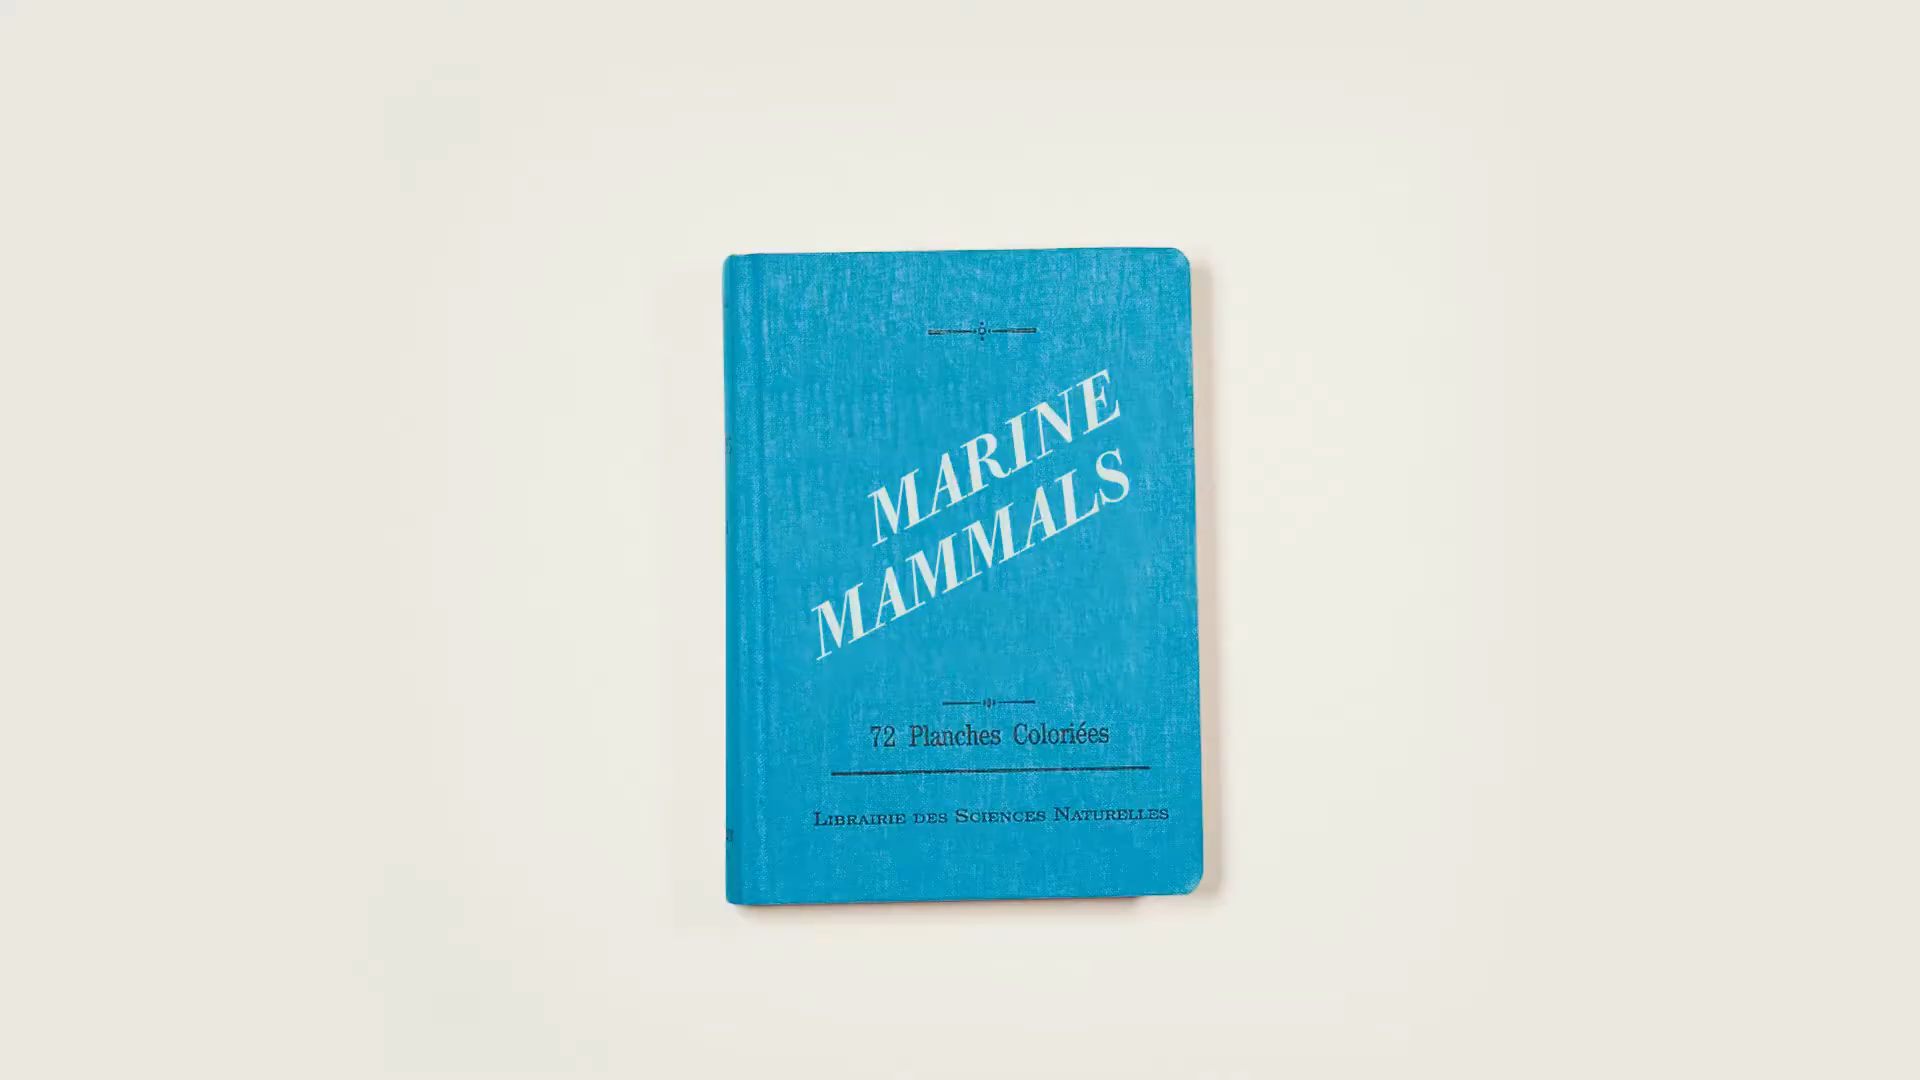 MARINE
MAMMALS
72 Planches Coloriées
LIBRAIRIE DES SCIENCES NATURELLES